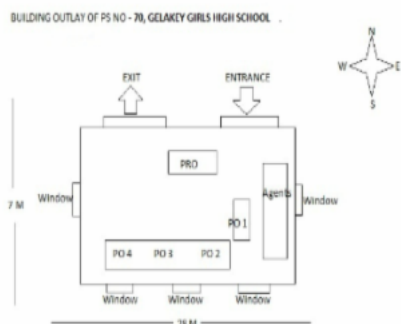 BUILDING OUTLAY OF PS NO - 70, GELAKEY GIRLS HIGH SCHOOL .
N
W E
S
EXIT ENTRANCE
PRO
Agents
7 M Window Window
PO 1
PO 4 PO 3 PO 2
Window Window Window
M